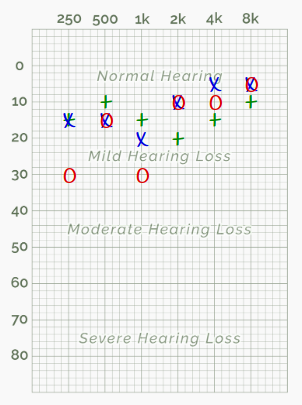 250 500 1k 2k 4k 8k
0
Normal Hearing
10
20
Mild Hearing Loss
30
40
Moderate Hearing Loss
50
60
70
Severe Hearing Loss
80